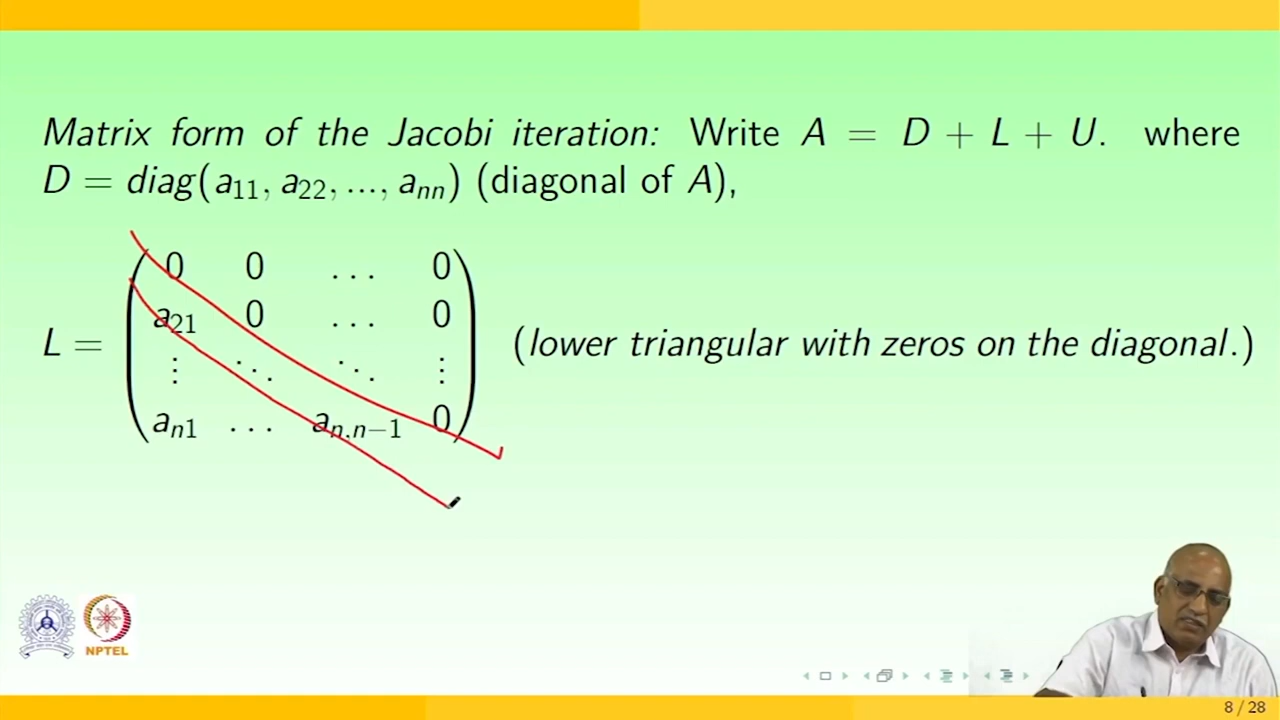 Matrix form of the Jacobi iteration: Write A = D + L + U. where
D = diag(a₁₁, a₂₂, ..., aₙₙ) (diagonal of A),
L = ( 0 0 ... 0
a₂₁ 0 ... 0
⋮ ⋱ ⋱ ⋮
aₙ₁ ... aₙ.ₙ₋₁ 0 ) (lower triangular with zeros on the diagonal.)
NPTEL
8 / 28